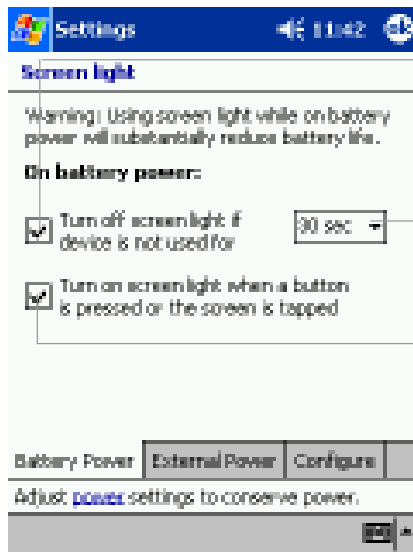 Settings 11:42
Screen light
Warning: Using screen light while on battery
power will substantially reduce battery life.
On battery power:
Turn off screen light if
device is not used for
30 sec
Turn on screen light when a button
is pressed or the screen is tapped
Battery Power External Power Configure
Adjust power settings to conserve power.